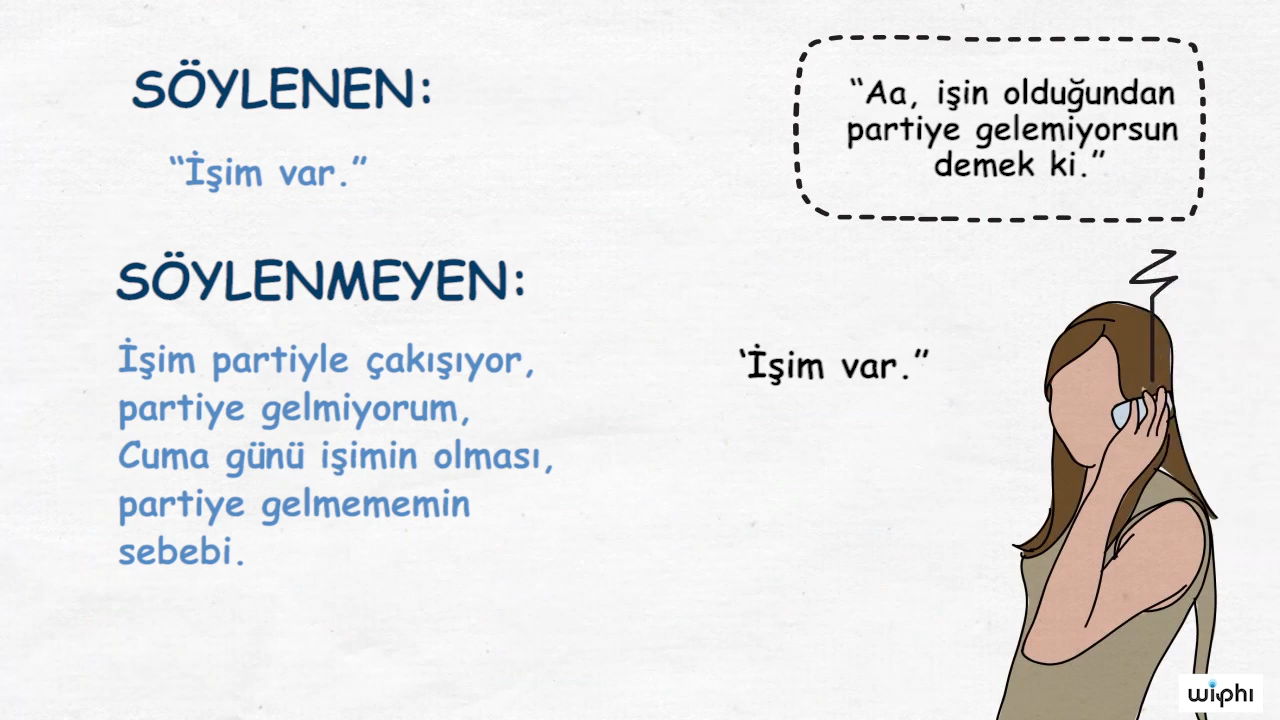 SÖYLENEN:
“İşim var.”
SÖYLENMEYEN:
İşim partiyle çakışıyor,
partiye gelmiyorum,
Cuma günü işimin olması,
partiye gelmememin
sebebi.
“Aa, işin olduğundan
partiye gelemiyorsun
demek ki.”
‘İşim var.”
wiphi